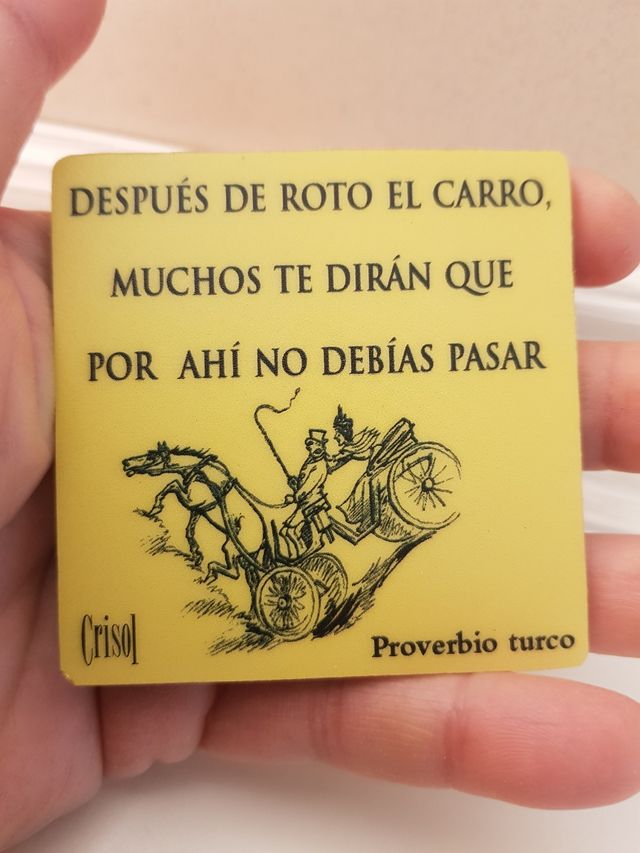 DESPUÉS DE ROTO EL CARRO,
MUCHOS TE DIRÁN QUE
POR AHÍ NO DEBÍAS PASAR
Crisol
Proverbio turco